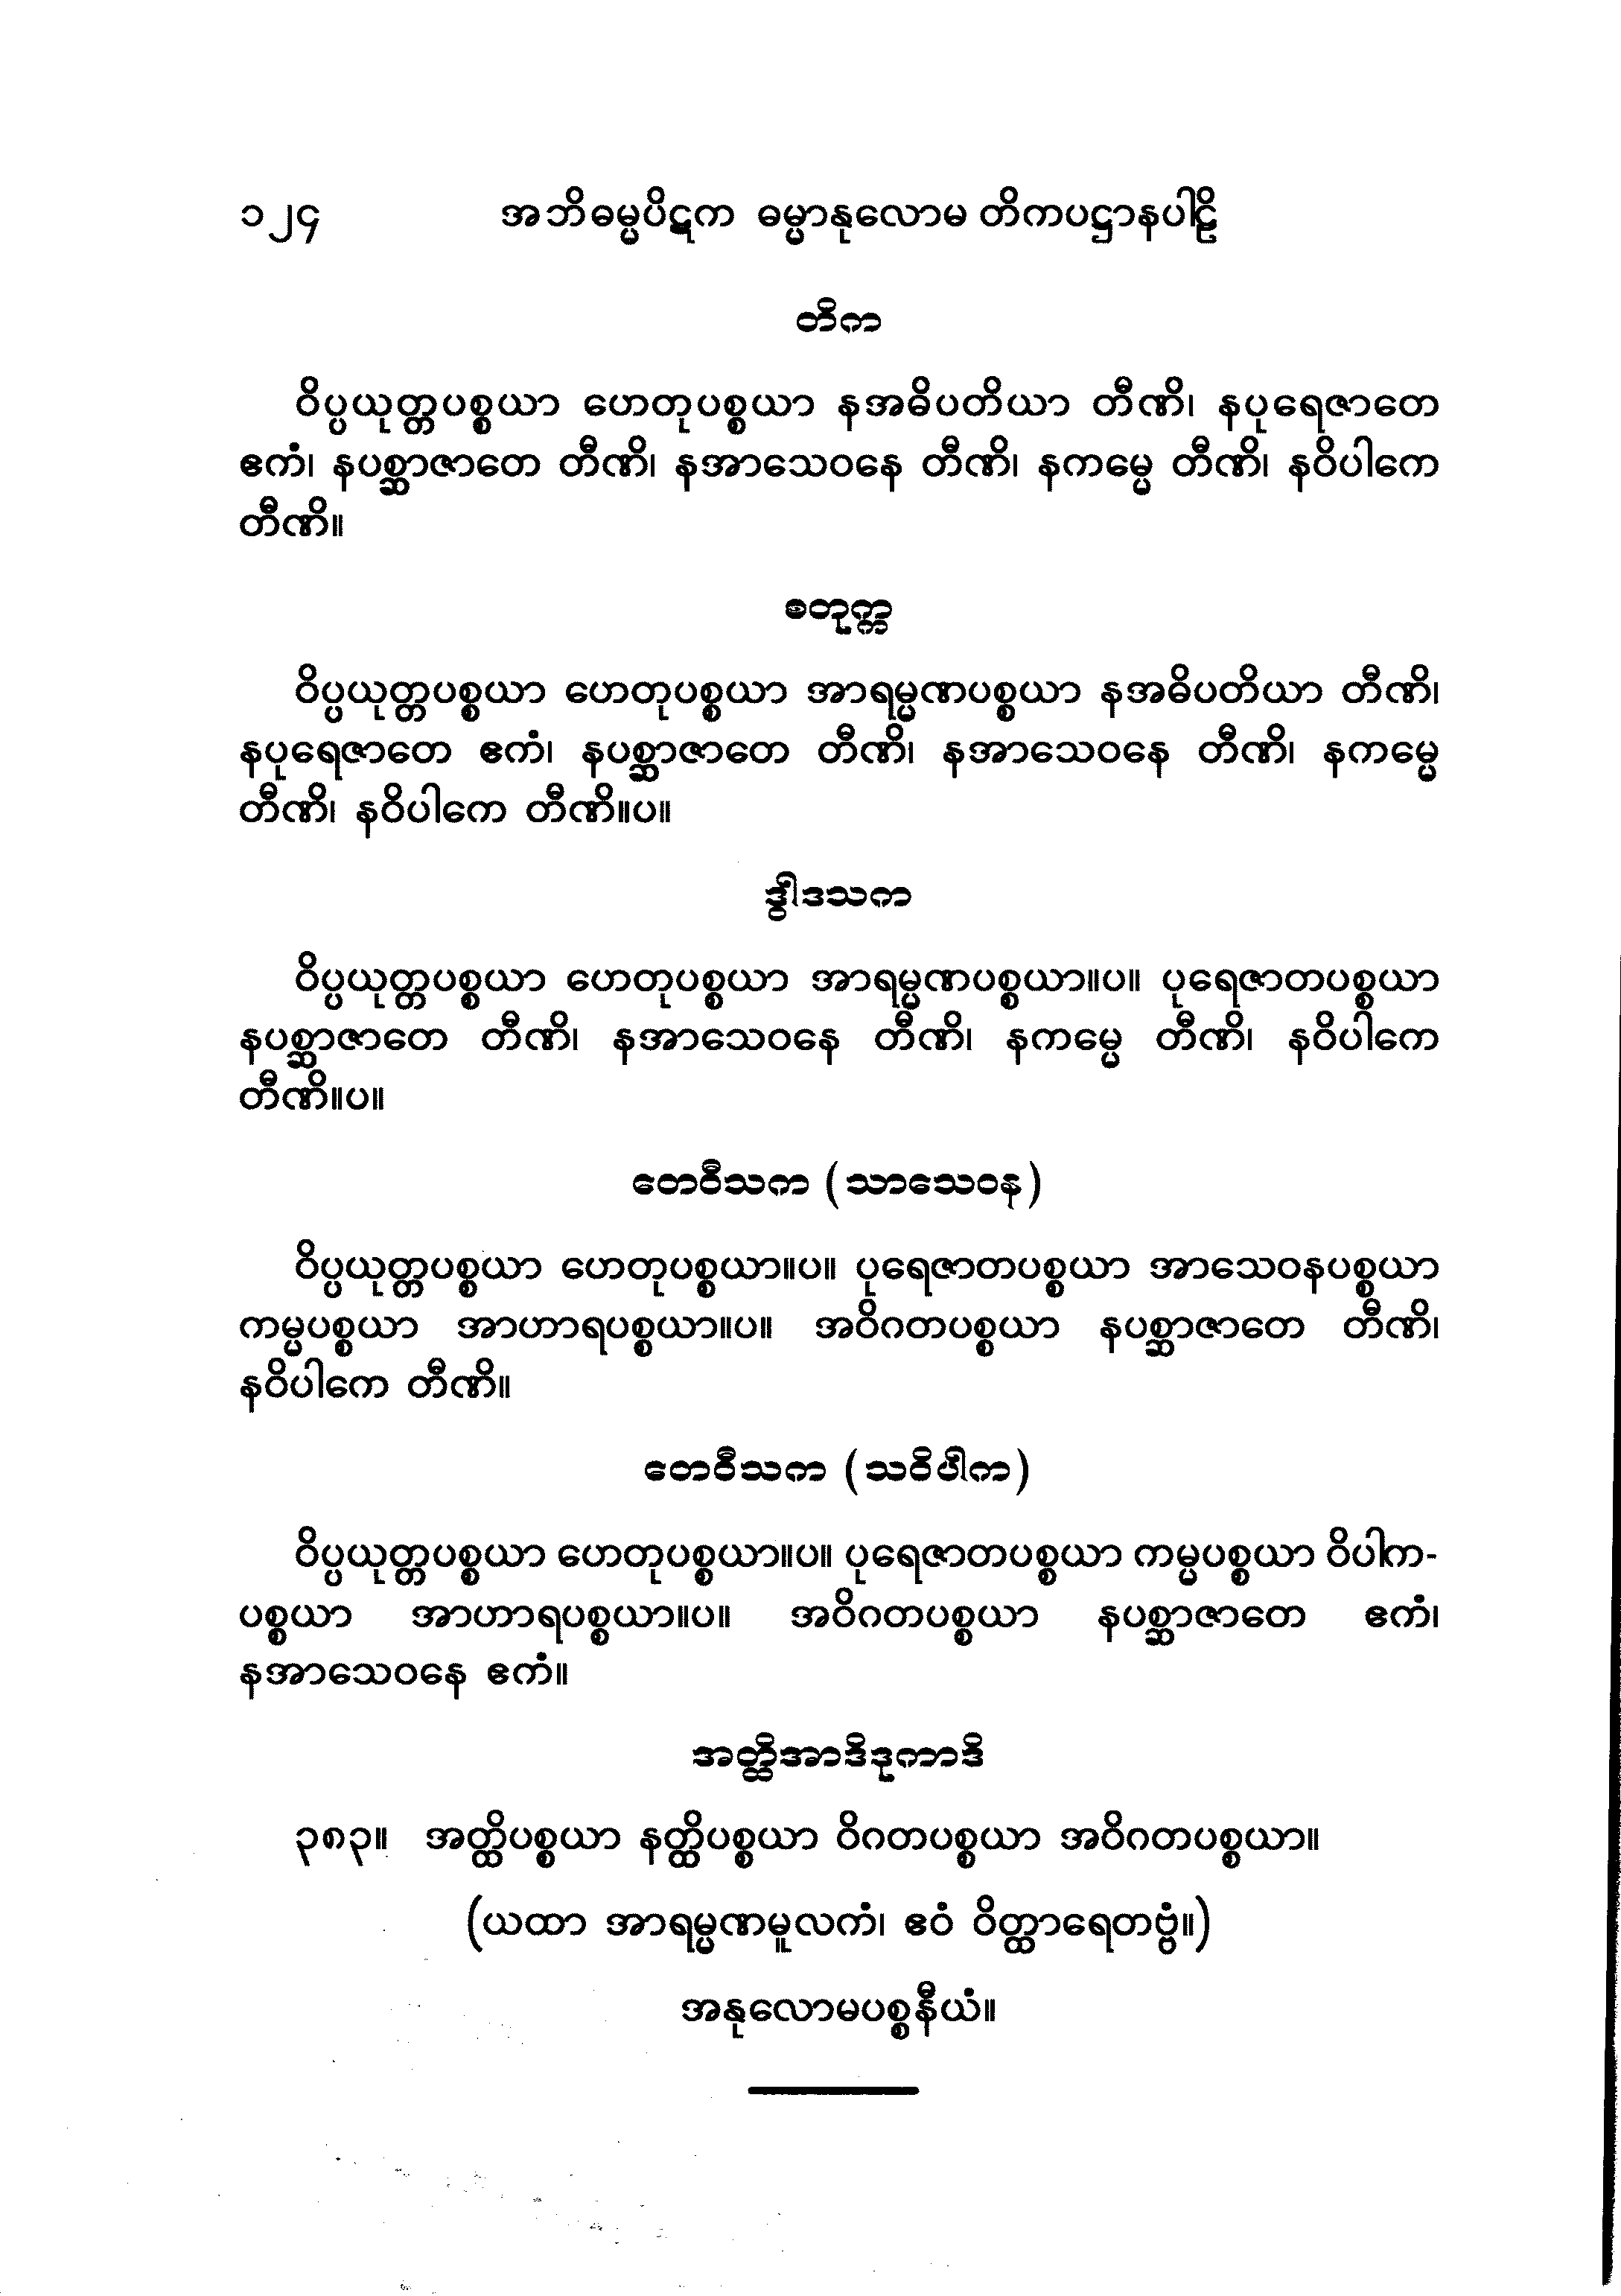 ၁၂၄ အဘိဓမ္မပိဋက ဓမ္မာနုလောမ တိကပဋ္ဌာနပါဠိ
တိက
ဝိပ္ပယုတ္တပစ္စယာ ဟေတုပစ္စယာ နအဓိပတိယာ တီဏိ၊ နပုရေဇာတေ
ဧကံ၊ နပစ္ဆာဇာတေ တီဏိ၊ နအာသေဝနေ တီဏိ၊ နကမ္မေ တီဏိ၊ နဝိပါကေ
တီဏိ။
စတုက္က
ဝိပ္ပယုတ္တပစ္စယာ ဟေတုပစ္စယာ အာရမ္မဏပစ္စယာ နအဓိပတိယာ တီဏိ၊
နပုရေဇာတေ ဧကံ၊ နပစ္ဆာဇာတေ တီဏိ၊ နအာသေဝနေ တီဏိ၊ နကမ္မေ
တီဏိ၊ နဝိပါကေ တီဏိ။ပ။
ဒွါဒသက
ဝိပ္ပယုတ္တပစ္စယာ ဟေတုပစ္စယာ အာရမ္မဏပစ္စယာ။ပ။ ပုရေဇာတပစ္စယာ
နပစ္ဆာဇာတေ တီဏိ၊ နအာသေဝနေ တီဏိ၊ နကမ္မေ တီဏိ၊ နဝိပါကေ
တီဏိ။ပ။
တေဝီသက (သာသေဝန)
ဝိပ္ပယုတ္တပစ္စယာ ဟေတုပစ္စယာ။ပ။ ပုရေဇာတပစ္စယာ အာသေဝနပစ္စယာ
ကမ္မပစ္စယာ အာဟာရပစ္စယာ။ပ။ အဝိဂတပစ္စယာ နပစ္ဆာဇာတေ တီဏိ၊
နဝိပါကေ တီဏိ။
တေဝီသက (သဝိပါက)
ဝိပ္ပယုတ္တပစ္စယာ ဟေတုပစ္စယာ။ပ။ ပုရေဇာတပစ္စယာ ကမ္မပစ္စယာ ဝိပါက-
ပစ္စယာ အာဟာရပစ္စယာ။ပ။ အဝိဂတပစ္စယာ နပစ္ဆာဇာတေ ဧကံ၊
နအာသေဝနေ ဧကံ။
အတ္ထိအာဒိဒုကာဒိ
၃၈၃။ အတ္ထိပစ္စယာ နတ္ထိပစ္စယာ ဝိဂတပစ္စယာ အဝိဂတပစ္စယာ။
(ယထာ အာရမ္မဏမူလကံ၊ ဧဝံ ဝိတ္ထာရေတဗ္ဗံ။)
အနုလောမပစ္စနီယံ။